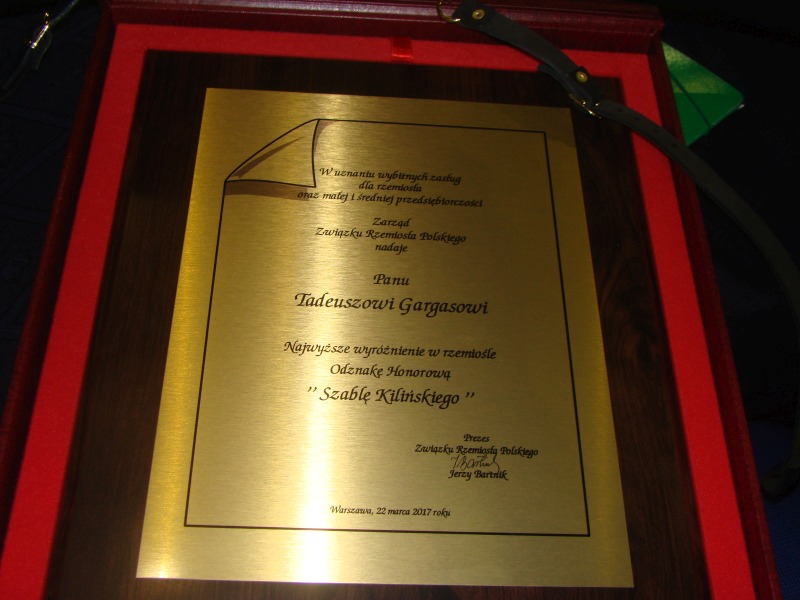 W uznaniu wybitnych zasług
dla rzemiosła
oraz małej i średniej przedsiębiorczości
Zarząd
Związku Rzemiosła Polskiego
nadaje
Panu
Tadeuszowi Gargasowi
Najwyższe wyróżnienie w rzemiośle
Odznakę Honorową
'' Szablę Kilińskiego ''
Prezes
Związku Rzemiosła Polskiego
Jerzy Bartnik
Warszawa, 22 marca 2017 roku